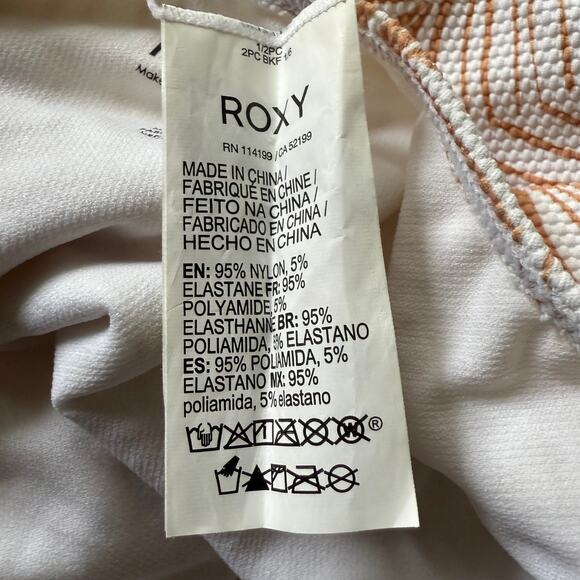 1/2PC
2PC BKF 1/6
ROXY
RN 114199 / CA 52199
MADE IN CHINA /
FABRIQUÉ EN CHINE /
FEITO NA CHINA /
FABRICADO EN CHINA /
HECHO EN CHINA
EN: 95% NYLON, 5%
ELASTANE FR: 95%
POLYAMIDE, 5%
ELASTHANNE BR: 95%
POLIAMIDA, 5% ELASTANO
ES: 95% POLIAMIDA, 5%
ELASTANO MX: 95%
poliamida, 5% elastano
W ®
Make